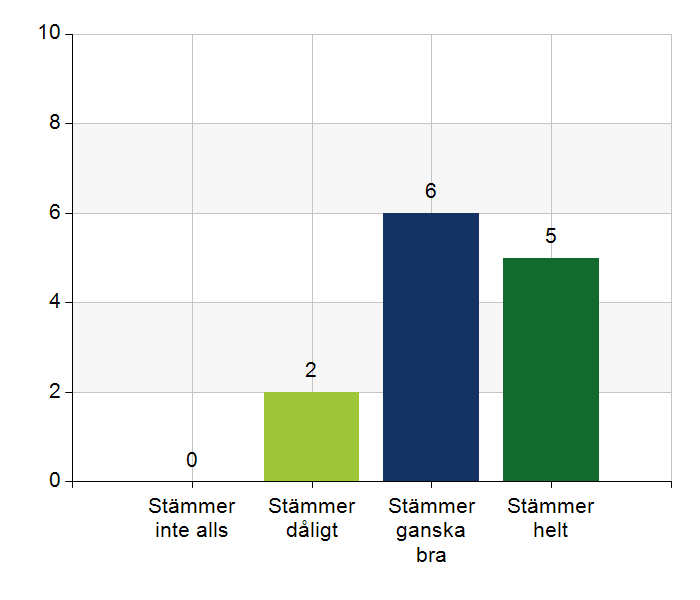 10
8
6
4
2
0
0
2
6
5
Stämmer
inte alls
Stämmer
dåligt
Stämmer
ganska
bra
Stämmer
helt